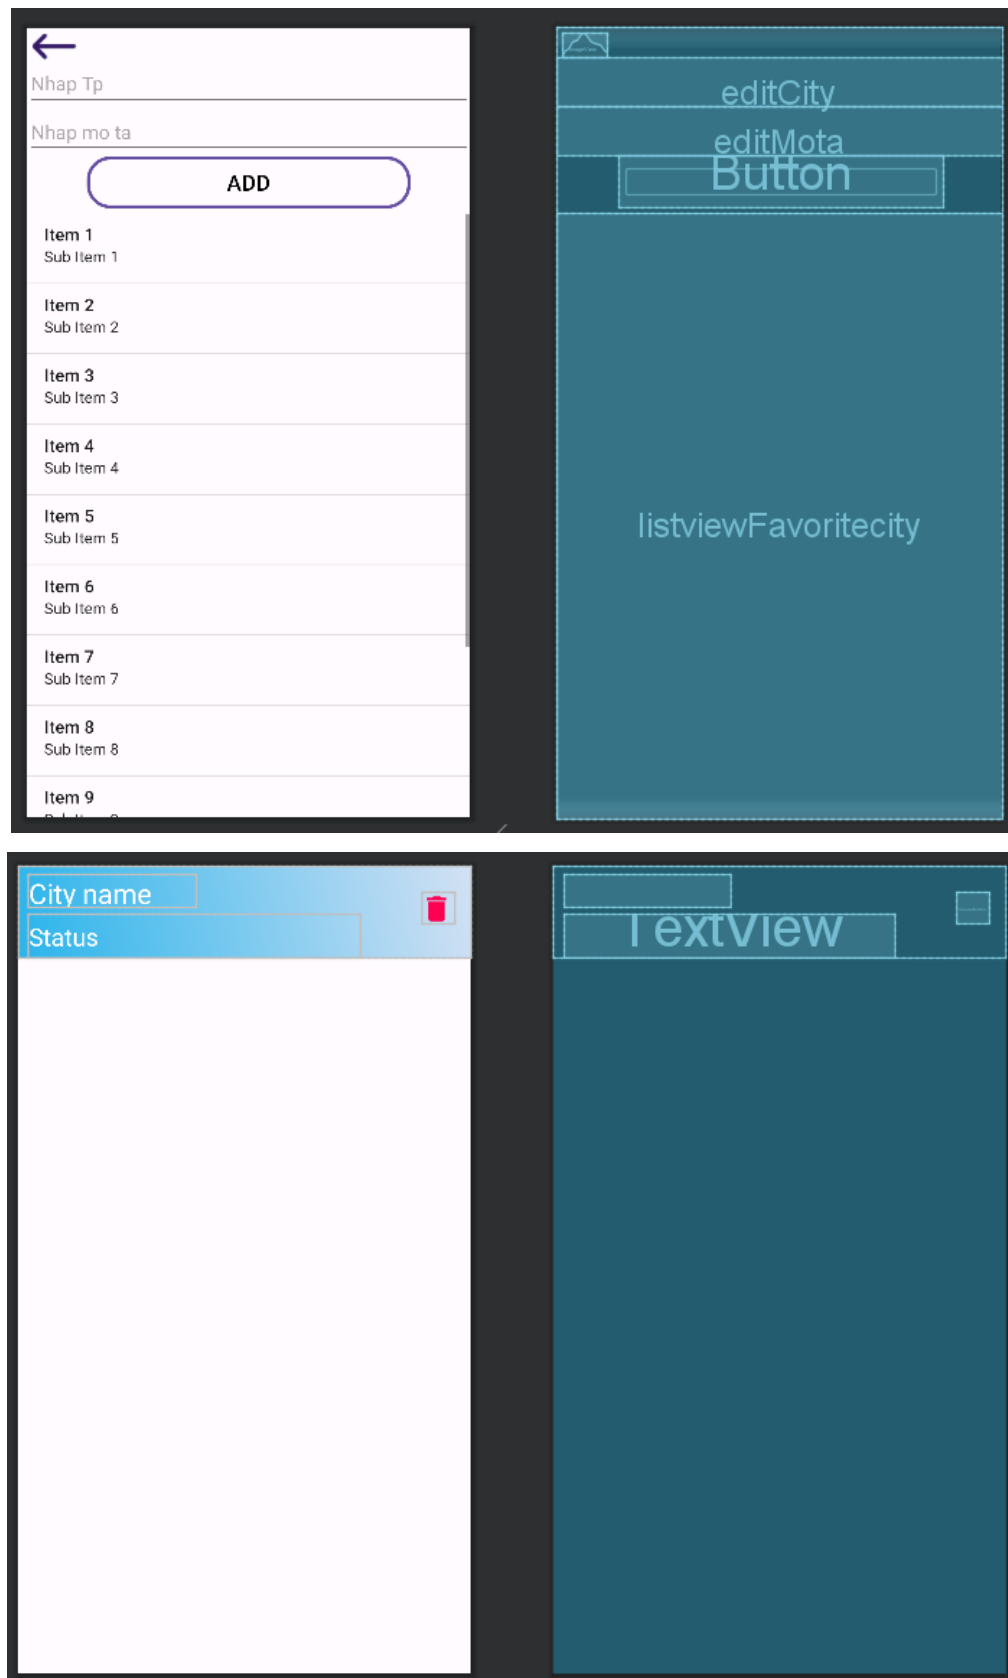 Nhap Tp
Nhap mo ta
ADD
Item 1
Sub Item 1
Item 2
Sub Item 2
Item 3
Sub Item 3
Item 4
Sub Item 4
Item 5
Sub Item 5
Item 6
Sub Item 6
Item 7
Sub Item 7
Item 8
Sub Item 8
Item 9
editCity
editMota
Button
listviewFavoritecity
City name
Status
TextView